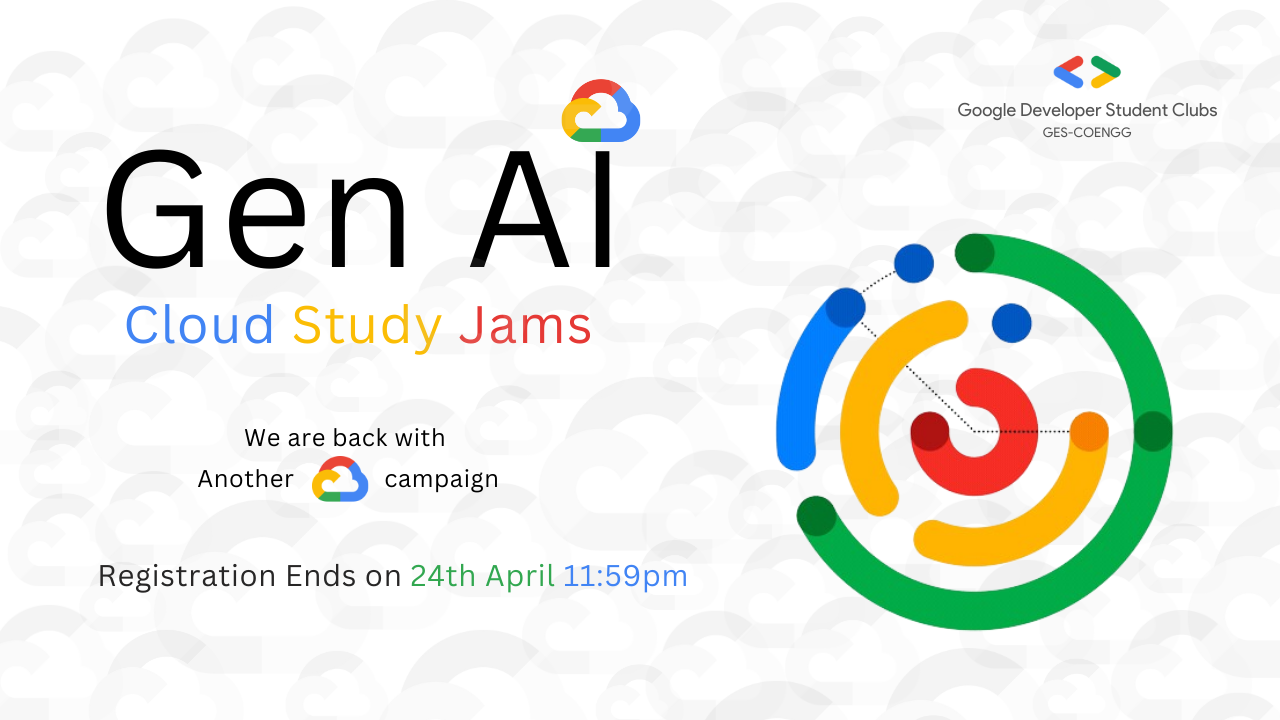 Google Developer Student Clubs
GES-COENGG
Gen AI
Cloud Study Jams
We are back with
Another campaign
Registration Ends on 24th April 11:59pm